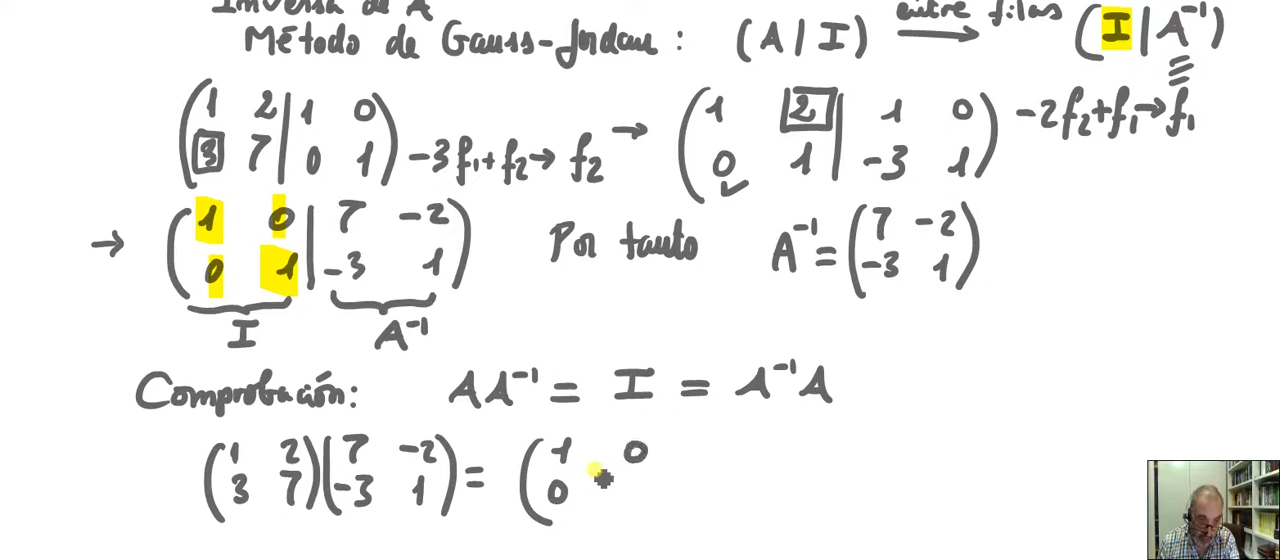 Inversa de A
Método de Gauss-Jordan : (A | I) entre filas → (I | A⁻¹)
(1 2 | 1 0 → (1 2 | 1 0) -2f₂+f₁→f₁
3 7 | 0 1) -3f₁+f₂→f₂ 0 1 | -3 1)
→ (1 0 | 7 -2 Por tanto A⁻¹ = (7 -2
0 1 | -3 1) -3 1)
I A⁻¹
Comprobación: AA⁻¹ = I = A⁻¹A
(1 2)(7 -2) = (1 0
3 7 -3 1 0